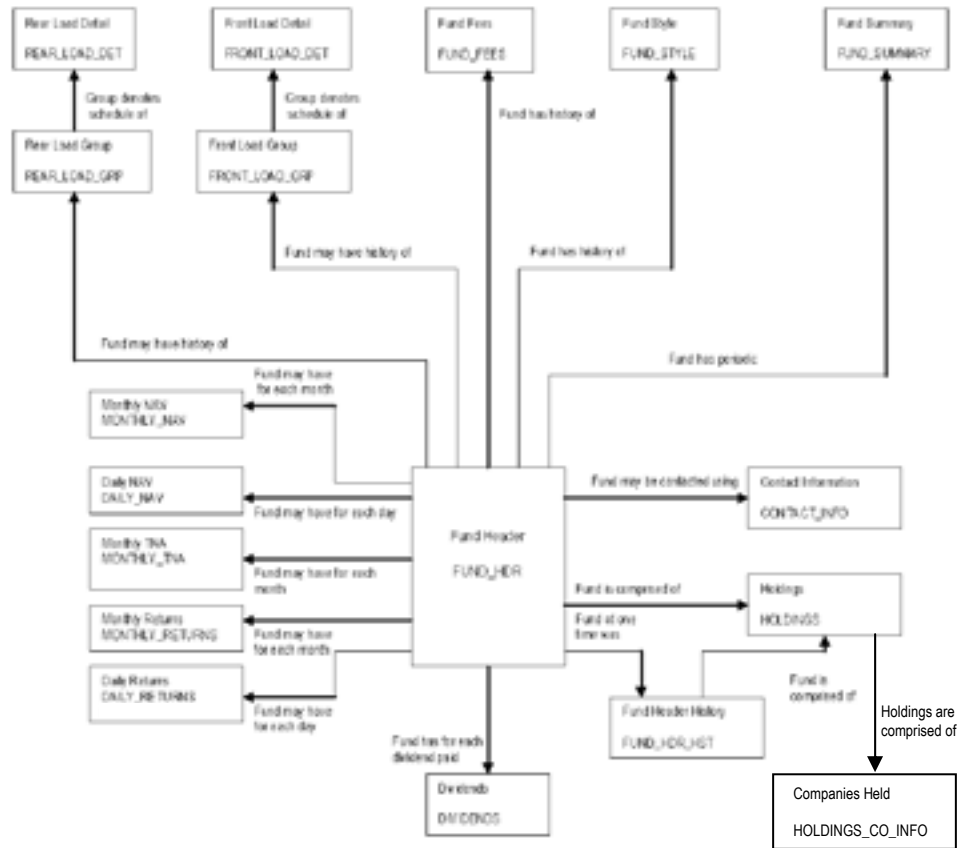 Rear Load Detail
REAR_LOAD_DET
Front Load Detail
FRONT_LOAD_DET
Fund Fees
FUND_FEES
Fund Style
FUND_STYLE
Fund Summary
FUND_SUMMARY
Group denotes
schedule of
Group denotes
schedule of
Fund has history of
Rear Load Group
REAR_LOAD_GRP
Front Load Group
FRONT_LOAD_GRP
Fund may have history of
Fund has history of
Fund may have history of
Fund has periodic
Fund may have
for each month
Monthly NAV
MONTHLY_NAV
Daily NAV
DAILY_NAV
Fund may have for each day
Monthly TNA
MONTHLY_TNA
Fund may have for each
month
Monthly Returns
MONTHLY_RETURNS
Fund may have
for each month
Daily Returns
DAILY_RETURNS
Fund may have
for each day
Fund Header
FUND_HDR
Fund may be contacted using
Contact Information
CONTACT_INFO
Fund is comprised of
Holdings
HOLDINGS
Fund at one
time was
Fund is
comprised of
Fund Header History
FUND_HDR_HST
Holdings are
comprised of
Fund has for each
dividend paid
Dividends
DIVIDENDS
Companies Held
HOLDINGS_CO_INFO